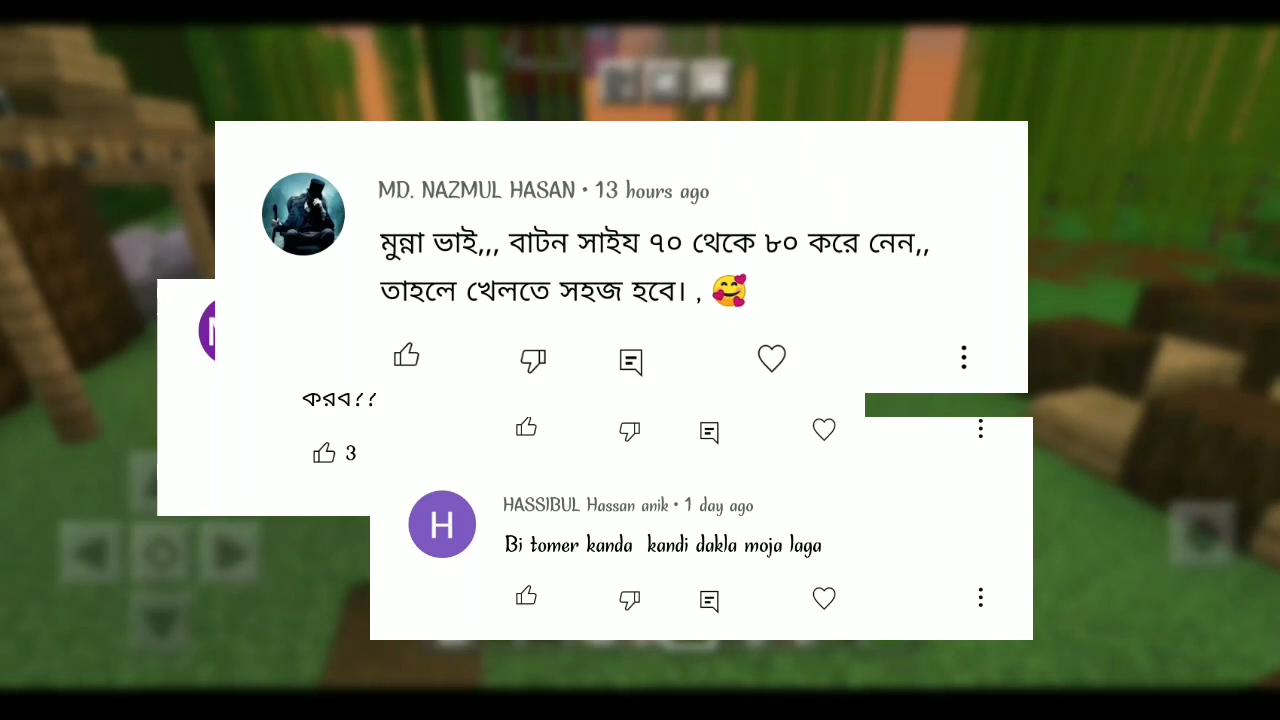 MD. NAZMUL HASAN • 13 hours ago
মুন্না ভাই,,, বাটন সাইয ৭০ থেকে ৮০ করে নেন,,
তাহলে খেলতে সহজ হবে। , 🥰
করব??
3
H
HASSIBUL Hassan anik • 1 day ago
Bi tomer kanda kandi dakla moja laga